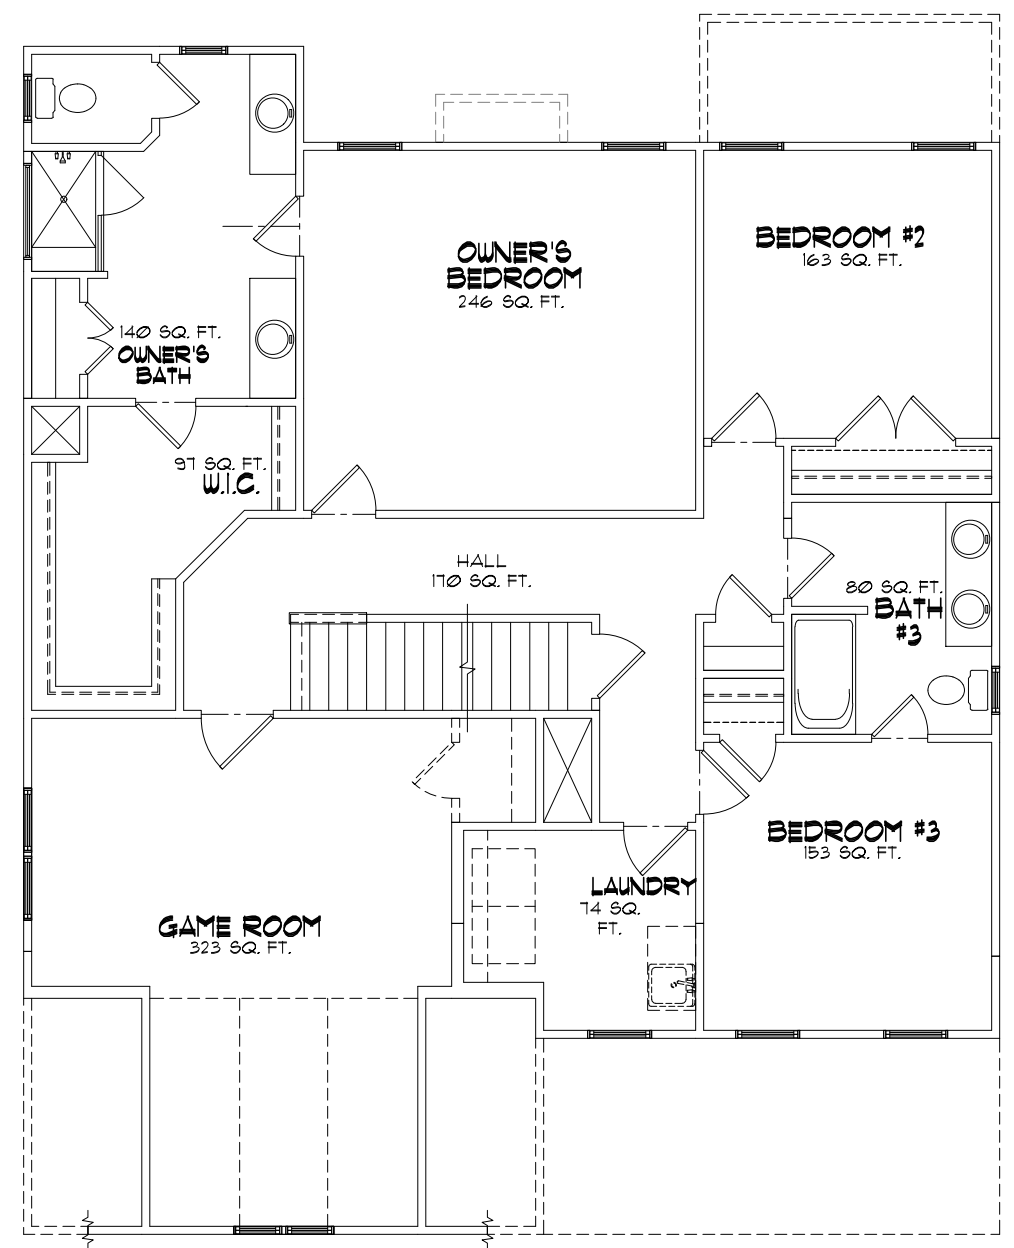 OWNER'S
BEDROOM
246 SQ. FT.
BEDROOM #2
163 SQ. FT.
140 SQ. FT.
OWNER'S
BATH
97 SQ. FT.
W.I.C.
HALL
170 SQ. FT.
80 SQ. FT.
BATH
#3
BEDROOM #3
153 SQ. FT.
LAUNDRY
74 SQ.
FT.
GAME ROOM
323 SQ. FT.